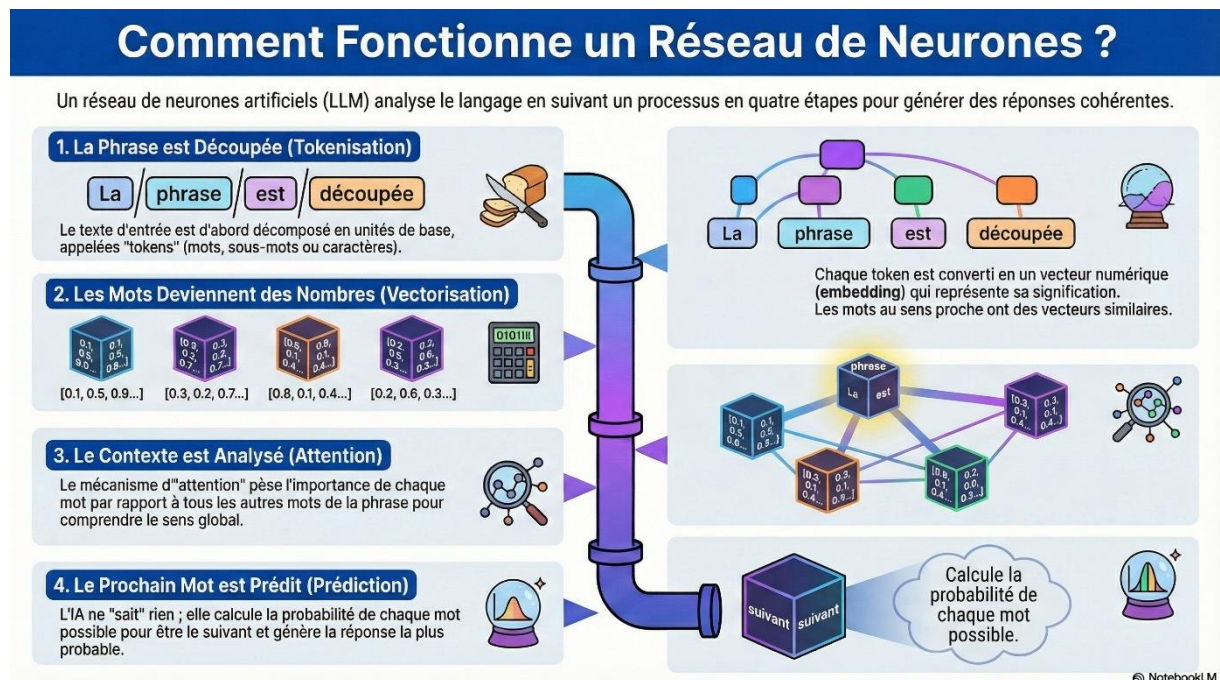 Comment Fonctionne un Réseau de Neurones ?
Un réseau de neurones artificiels (LLM) analyse le langage en suivant un processus en quatre étapes pour générer des réponses cohérentes.
1. La Phrase est Découpée (Tokenisation)
La / phrase / est / découpée
Le texte d'entrée est d'abord décomposé en unités de base,
appelées "tokens" (mots, sous-mots ou caractères).
La phrase est découpée
Chaque token est converti en un vecteur numérique
(embedding) qui représente sa signification.
Les mots au sens proche ont des vecteurs similaires.
2. Les Mots Deviennent des Nombres (Vectorisation)
010111
[0.1, 0.5, 0.9...] [0.3, 0.2, 0.7...] [0.8, 0.1, 0.4...] [0.2, 0.6, 0.3...]
phrase
La est
3. Le Contexte est Analysé (Attention)
Le mécanisme d'"attention" pèse l'importance de chaque
mot par rapport à tous les autres mots de la phrase pour
comprendre le sens global.
4. Le Prochain Mot est Prédit (Prédiction)
L'IA ne "sait" rien ; elle calcule la probabilité de chaque mot
possible pour être le suivant et génère la réponse la plus
probable.
suivant suivant
Calcule la
probabilité de
chaque mot
possible.
NotebookLM